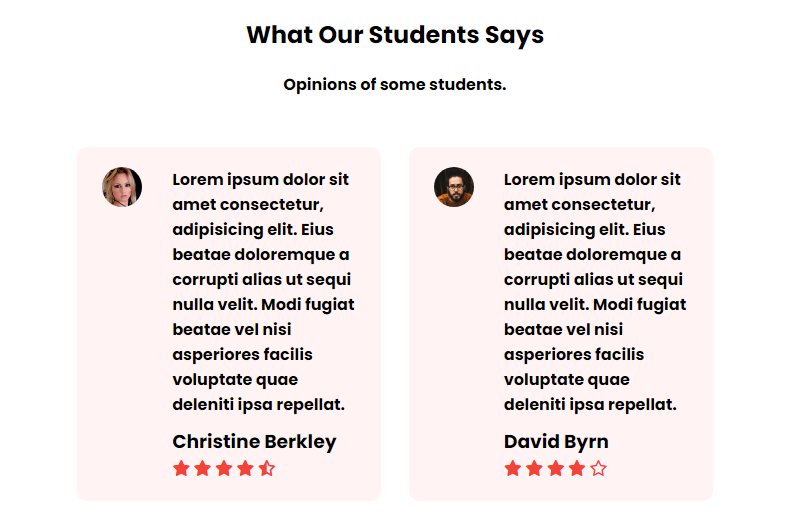 What Our Students Says
Opinions of some students.
Lorem ipsum dolor sit
amet consectetur,
adipisicing elit. Eius
beatae doloremque a
corrupti alias ut sequi
nulla velit. Modi fugiat
beatae vel nisi
asperiores facilis
voluptate quae
deleniti ipsa repellat.
Christine Berkley
Lorem ipsum dolor sit
amet consectetur,
adipisicing elit. Eius
beatae doloremque a
corrupti alias ut sequi
nulla velit. Modi fugiat
beatae vel nisi
asperiores facilis
voluptate quae
deleniti ipsa repellat.
David Byrn